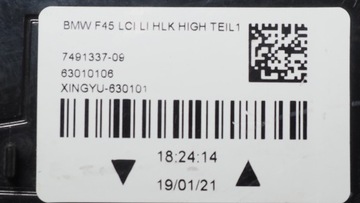 BMW F45 LCI LI HLK HIGH TEIL1
7491337-09
63010106
XINGYU-630101
18:24:14
19/01/21